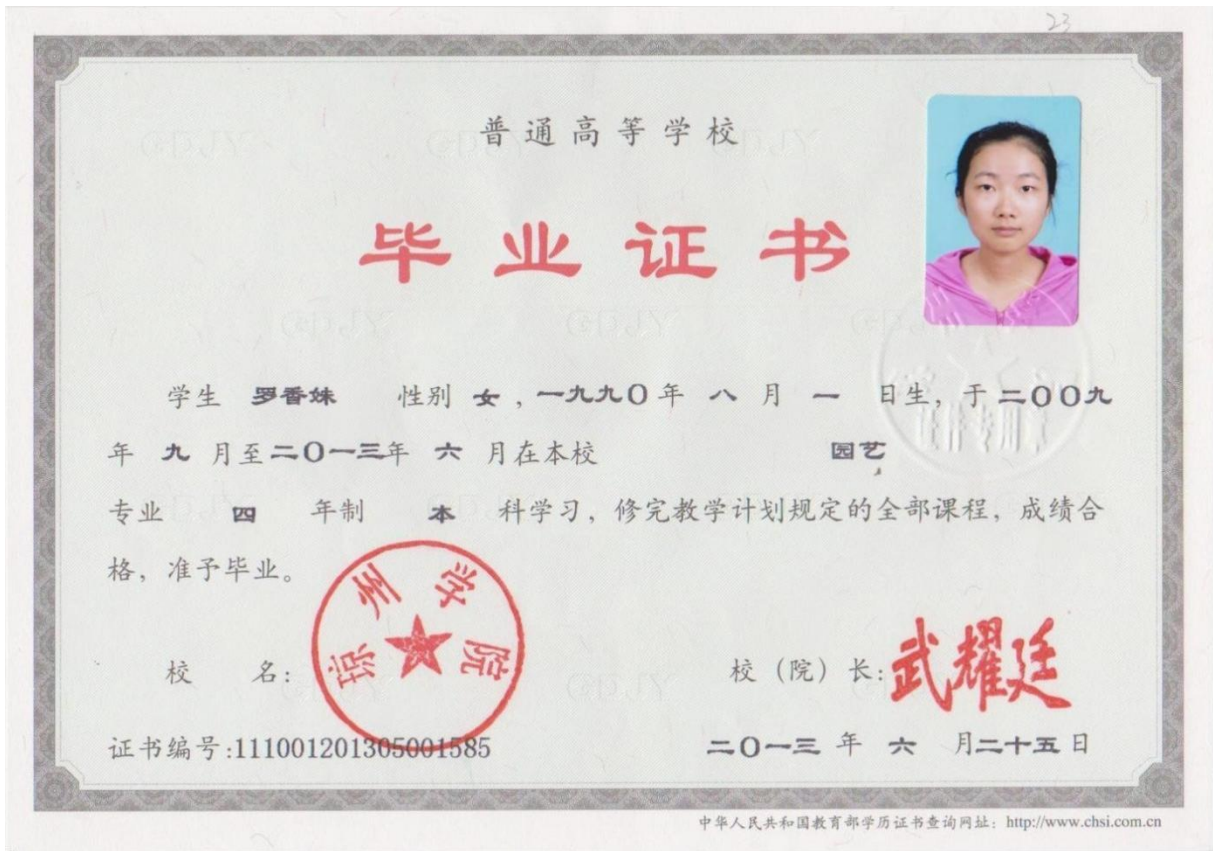 23
普通高等学校
毕业证书
学生 罗香妹 性别 女，一九九〇年 八 月 一 日生，于二〇〇九
年 九 月至二〇一三年 六 月在本校 园艺
专业 四 年制 本 科学习，修完教学计划规定的全部课程，成绩合
格，准予毕业。
琼州学院
校 名： 校（院）长：武耀廷
证书编号:111001201305001585 二〇一三 年 六 月二十五日
中华人民共和国教育部学历证书查询网址：http://www.chsi.com.cn